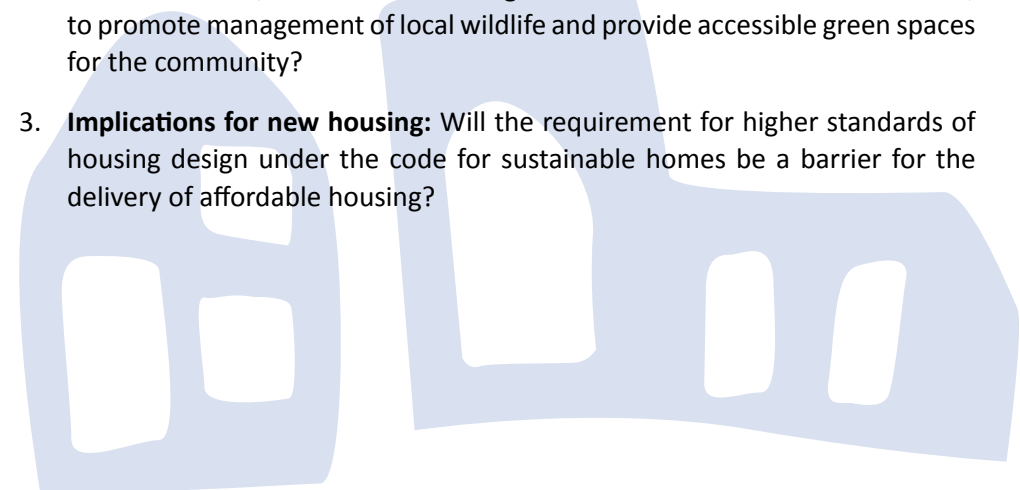 to promote management of local wildlife and provide accessible green spaces
for the community?
3. Implications for new housing: Will the requirement for higher standards of
housing design under the code for sustainable homes be a barrier for the
delivery of affordable housing?